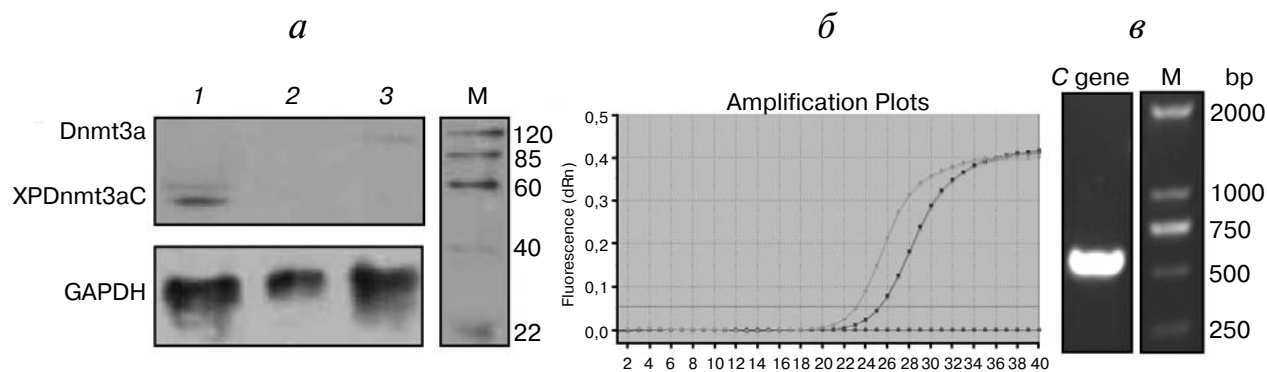 а
б
в
1 2 3 M
Dnmt3a
XPDnmt3aC
GAPDH
120
85
60
40
22
Amplification Plots
Fluorescence (dRn)
0,5
0,4
0,3
0,2
0,1
0,0
2 4 6 8 10 12 14 16 18 20 22 24 26 28 30 32 34 36 38 40
C gene M bp
2000
1000
750
500
250